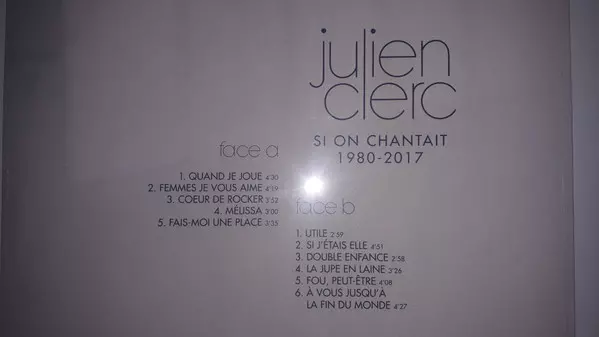 julien
clerc
SI ON CHANTAIT
1980-2017
face a
1. QUAND JE JOUE 4'30
2. FEMMES JE VOUS AIME 4'19
3. COEUR DE ROCKER 3'52
4. MÉLISSA 3'00
5. FAIS-MOI UNE PLACE 3'35
face b
1. UTILE 2'59
2. SI J'ÉTAIS ELLE 4'51
3. DOUBLE ENFANCE 2'58
4. LA JUPE EN LAINE 3'26
5. FOU, PEUT-ÊTRE 4'08
6. À VOUS JUSQU'À
LA FIN DU MONDE 4'27